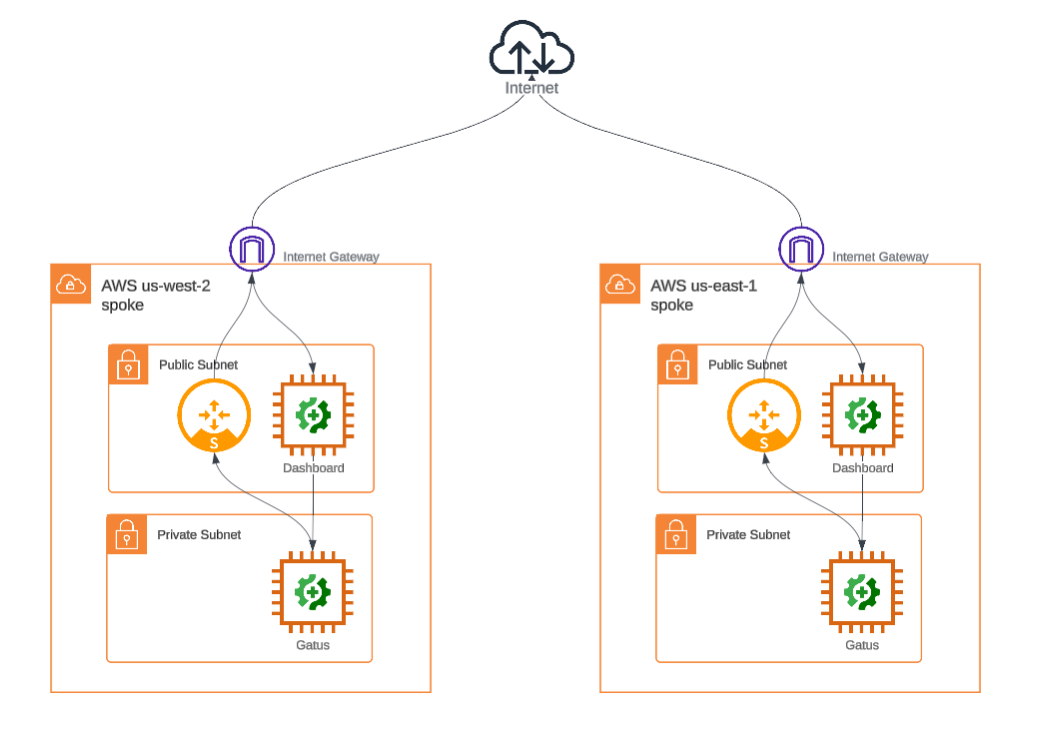 Internet
Internet Gateway
AWS us-west-2
spoke
Public Subnet
S
Dashboard
Private Subnet
Gatus
Internet Gateway
AWS us-east-1
spoke
Public Subnet
S
Dashboard
Private Subnet
Gatus